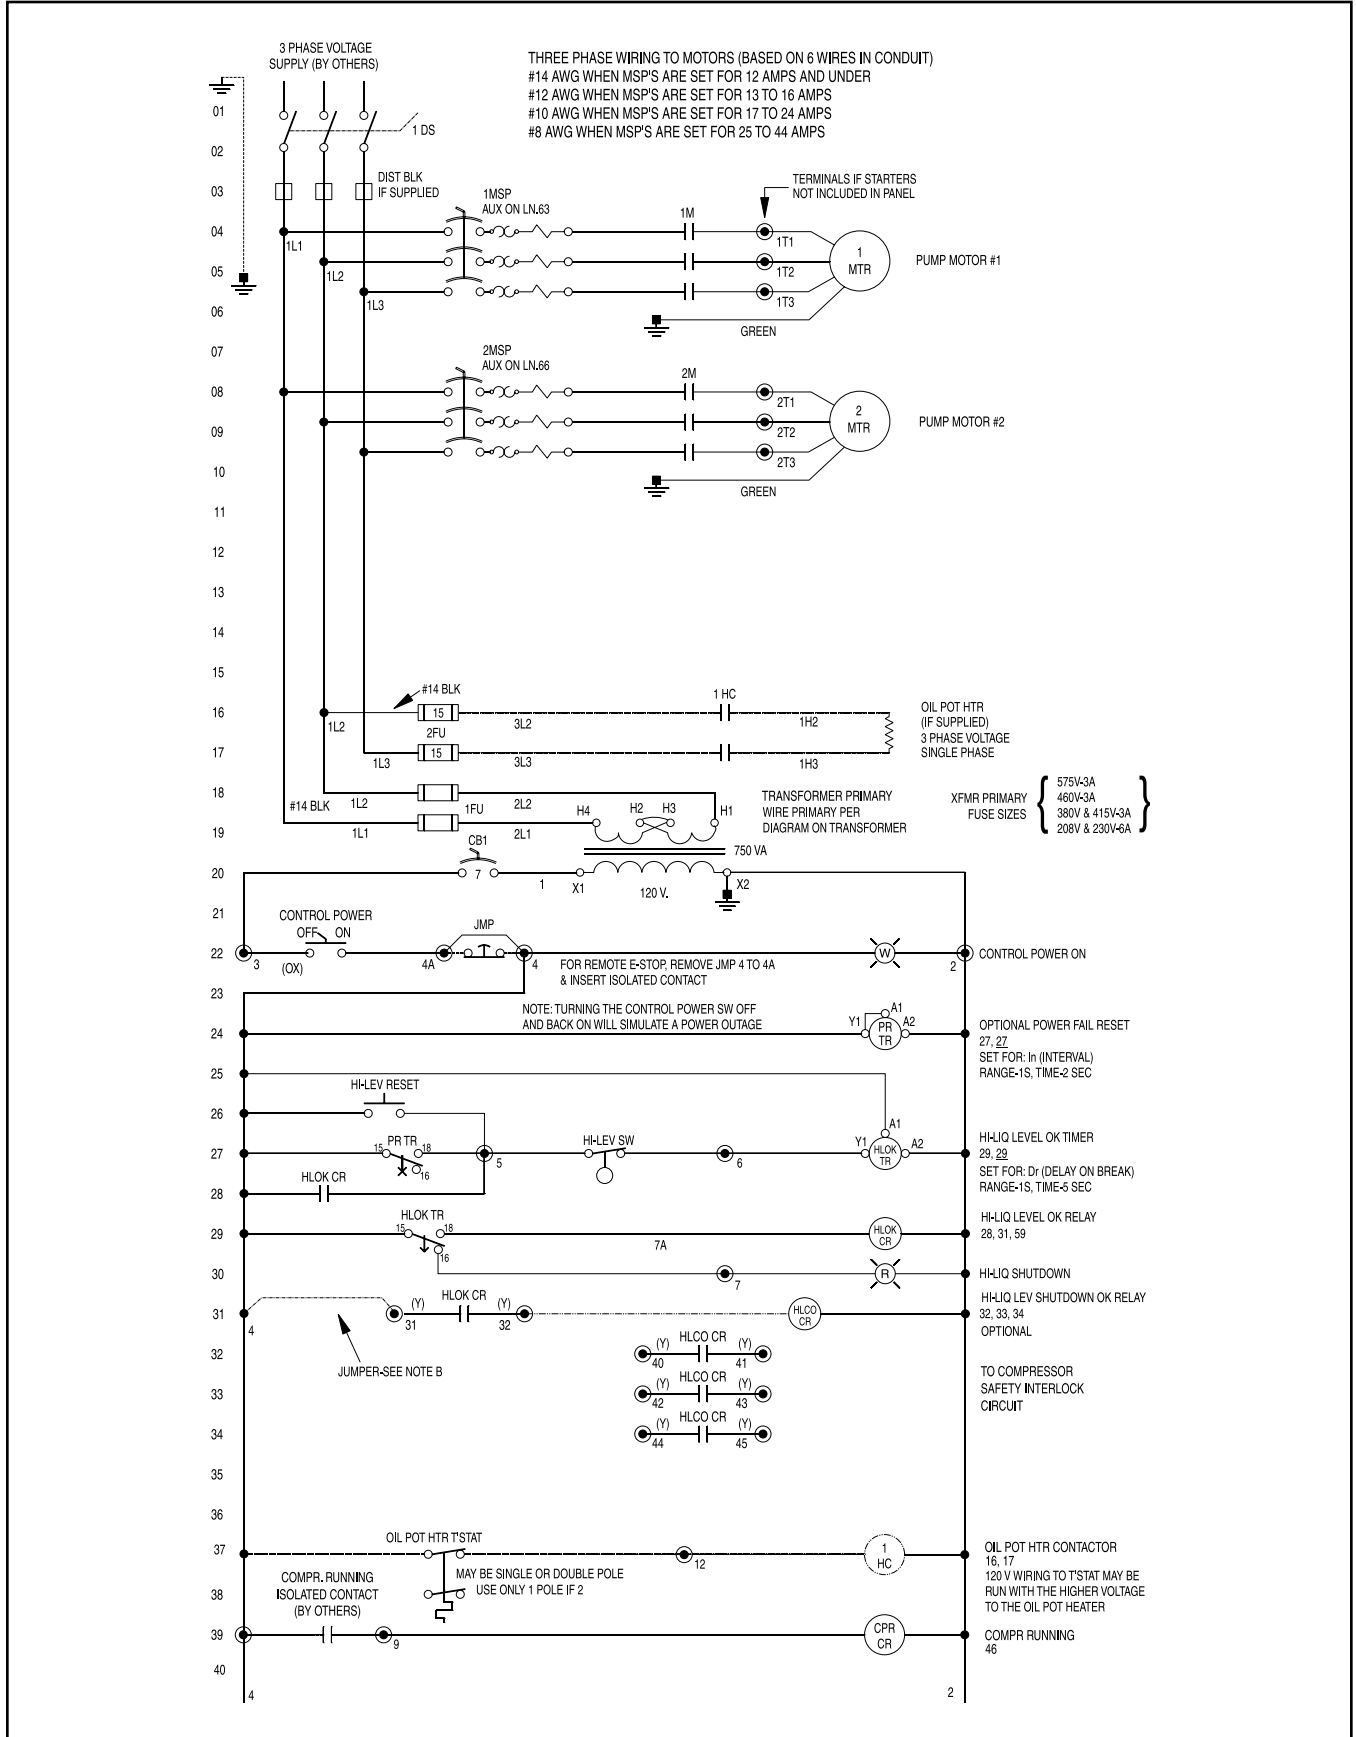 3 PHASE VOLTAGE
SUPPLY (BY OTHERS)
THREE PHASE WIRING TO MOTORS (BASED ON 6 WIRES IN CONDUIT)
#14 AWG WHEN MSP'S ARE SET FOR 12 AMPS AND UNDER
#12 AWG WHEN MSP'S ARE SET FOR 13 TO 16 AMPS
#10 AWG WHEN MSP'S ARE SET FOR 17 TO 24 AMPS
#8 AWG WHEN MSP'S ARE SET FOR 25 TO 44 AMPS
01
1 DS
02
03
DIST BLK
IF SUPPLIED
1MSP
AUX ON LN.63
TERMINALS IF STARTERS
NOT INCLUDED IN PANEL
04
1L1
1M
1T1
1
MTR
PUMP MOTOR #1
05
1L2
1T2
1L3
1T3
06
GREEN
07
2MSP
AUX ON LN.66
08
2M
2T1
2
MTR
PUMP MOTOR #2
09
2T2
2T3
10
GREEN
11
12
13
14
15
#14 BLK
16
1L2
15
2FU
3L2
1 HC
1H2
OIL POT HTR
(IF SUPPLIED)
3 PHASE VOLTAGE
SINGLE PHASE
17
1L3
15
3L3
1H3
18
#14 BLK
1L2
1FU
2L2
H4
H2
H3
H1
TRANSFORMER PRIMARY
WIRE PRIMARY PER
DIAGRAM ON TRANSFORMER
XFMR PRIMARY
FUSE SIZES
575V-3A
460V-3A
380V & 415V-3A
208V & 230V-6A
19
1L1
2L1
CB1
750 VA
20
7
1
X1
120 V.
X2
21
CONTROL POWER
OFF ON
JMP
22
3
(OX)
4A
4
FOR REMOTE E-STOP, REMOVE JMP 4 TO 4A
& INSERT ISOLATED CONTACT
W
2
CONTROL POWER ON
23
NOTE: TURNING THE CONTROL POWER SW OFF
AND BACK ON WILL SIMULATE A POWER OUTAGE
24
Y1
A1
PR
TR
A2
OPTIONAL POWER FAIL RESET
27, 27
SET FOR: In (INTERVAL)
RANGE-1S, TIME-2 SEC
25
HI-LEV RESET
26
27
15
PR TR
18
16
5
HI-LEV SW
6
Y1
A1
HLOK
TR
A2
HI-LIQ LEVEL OK TIMER
29, 29
SET FOR: Dr (DELAY ON BREAK)
RANGE-1S, TIME-5 SEC
28
HLOK CR
29
HLOK TR
15
18
16
7A
HLOK
CR
HI-LIQ LEVEL OK RELAY
28, 31, 59
30
7
R
HI-LIQ SHUTDOWN
31
4
(Y)
31
HLOK CR
(Y)
32
HLCO
CR
HI-LIQ LEV SHUTDOWN OK RELAY
32, 33, 34
OPTIONAL
JUMPER-SEE NOTE B
32
(Y)
40
HLCO CR
(Y)
41
TO COMPRESSOR
SAFETY INTERLOCK
CIRCUIT
33
(Y)
42
HLCO CR
(Y)
43
34
(Y)
44
HLCO CR
(Y)
45
35
36
37
OIL POT HTR T'STAT
12
1
HC
OIL POT HTR CONTACTOR
16, 17
120 V WIRING TO T'STAT MAY BE
RUN WITH THE HIGHER VOLTAGE
TO THE OIL POT HEATER
38
COMPR. RUNNING
ISOLATED CONTACT
(BY OTHERS)
MAY BE SINGLE OR DOUBLE POLE
USE ONLY 1 POLE IF 2
39
9
CPR
CR
COMPR RUNNING
46
40
4
2